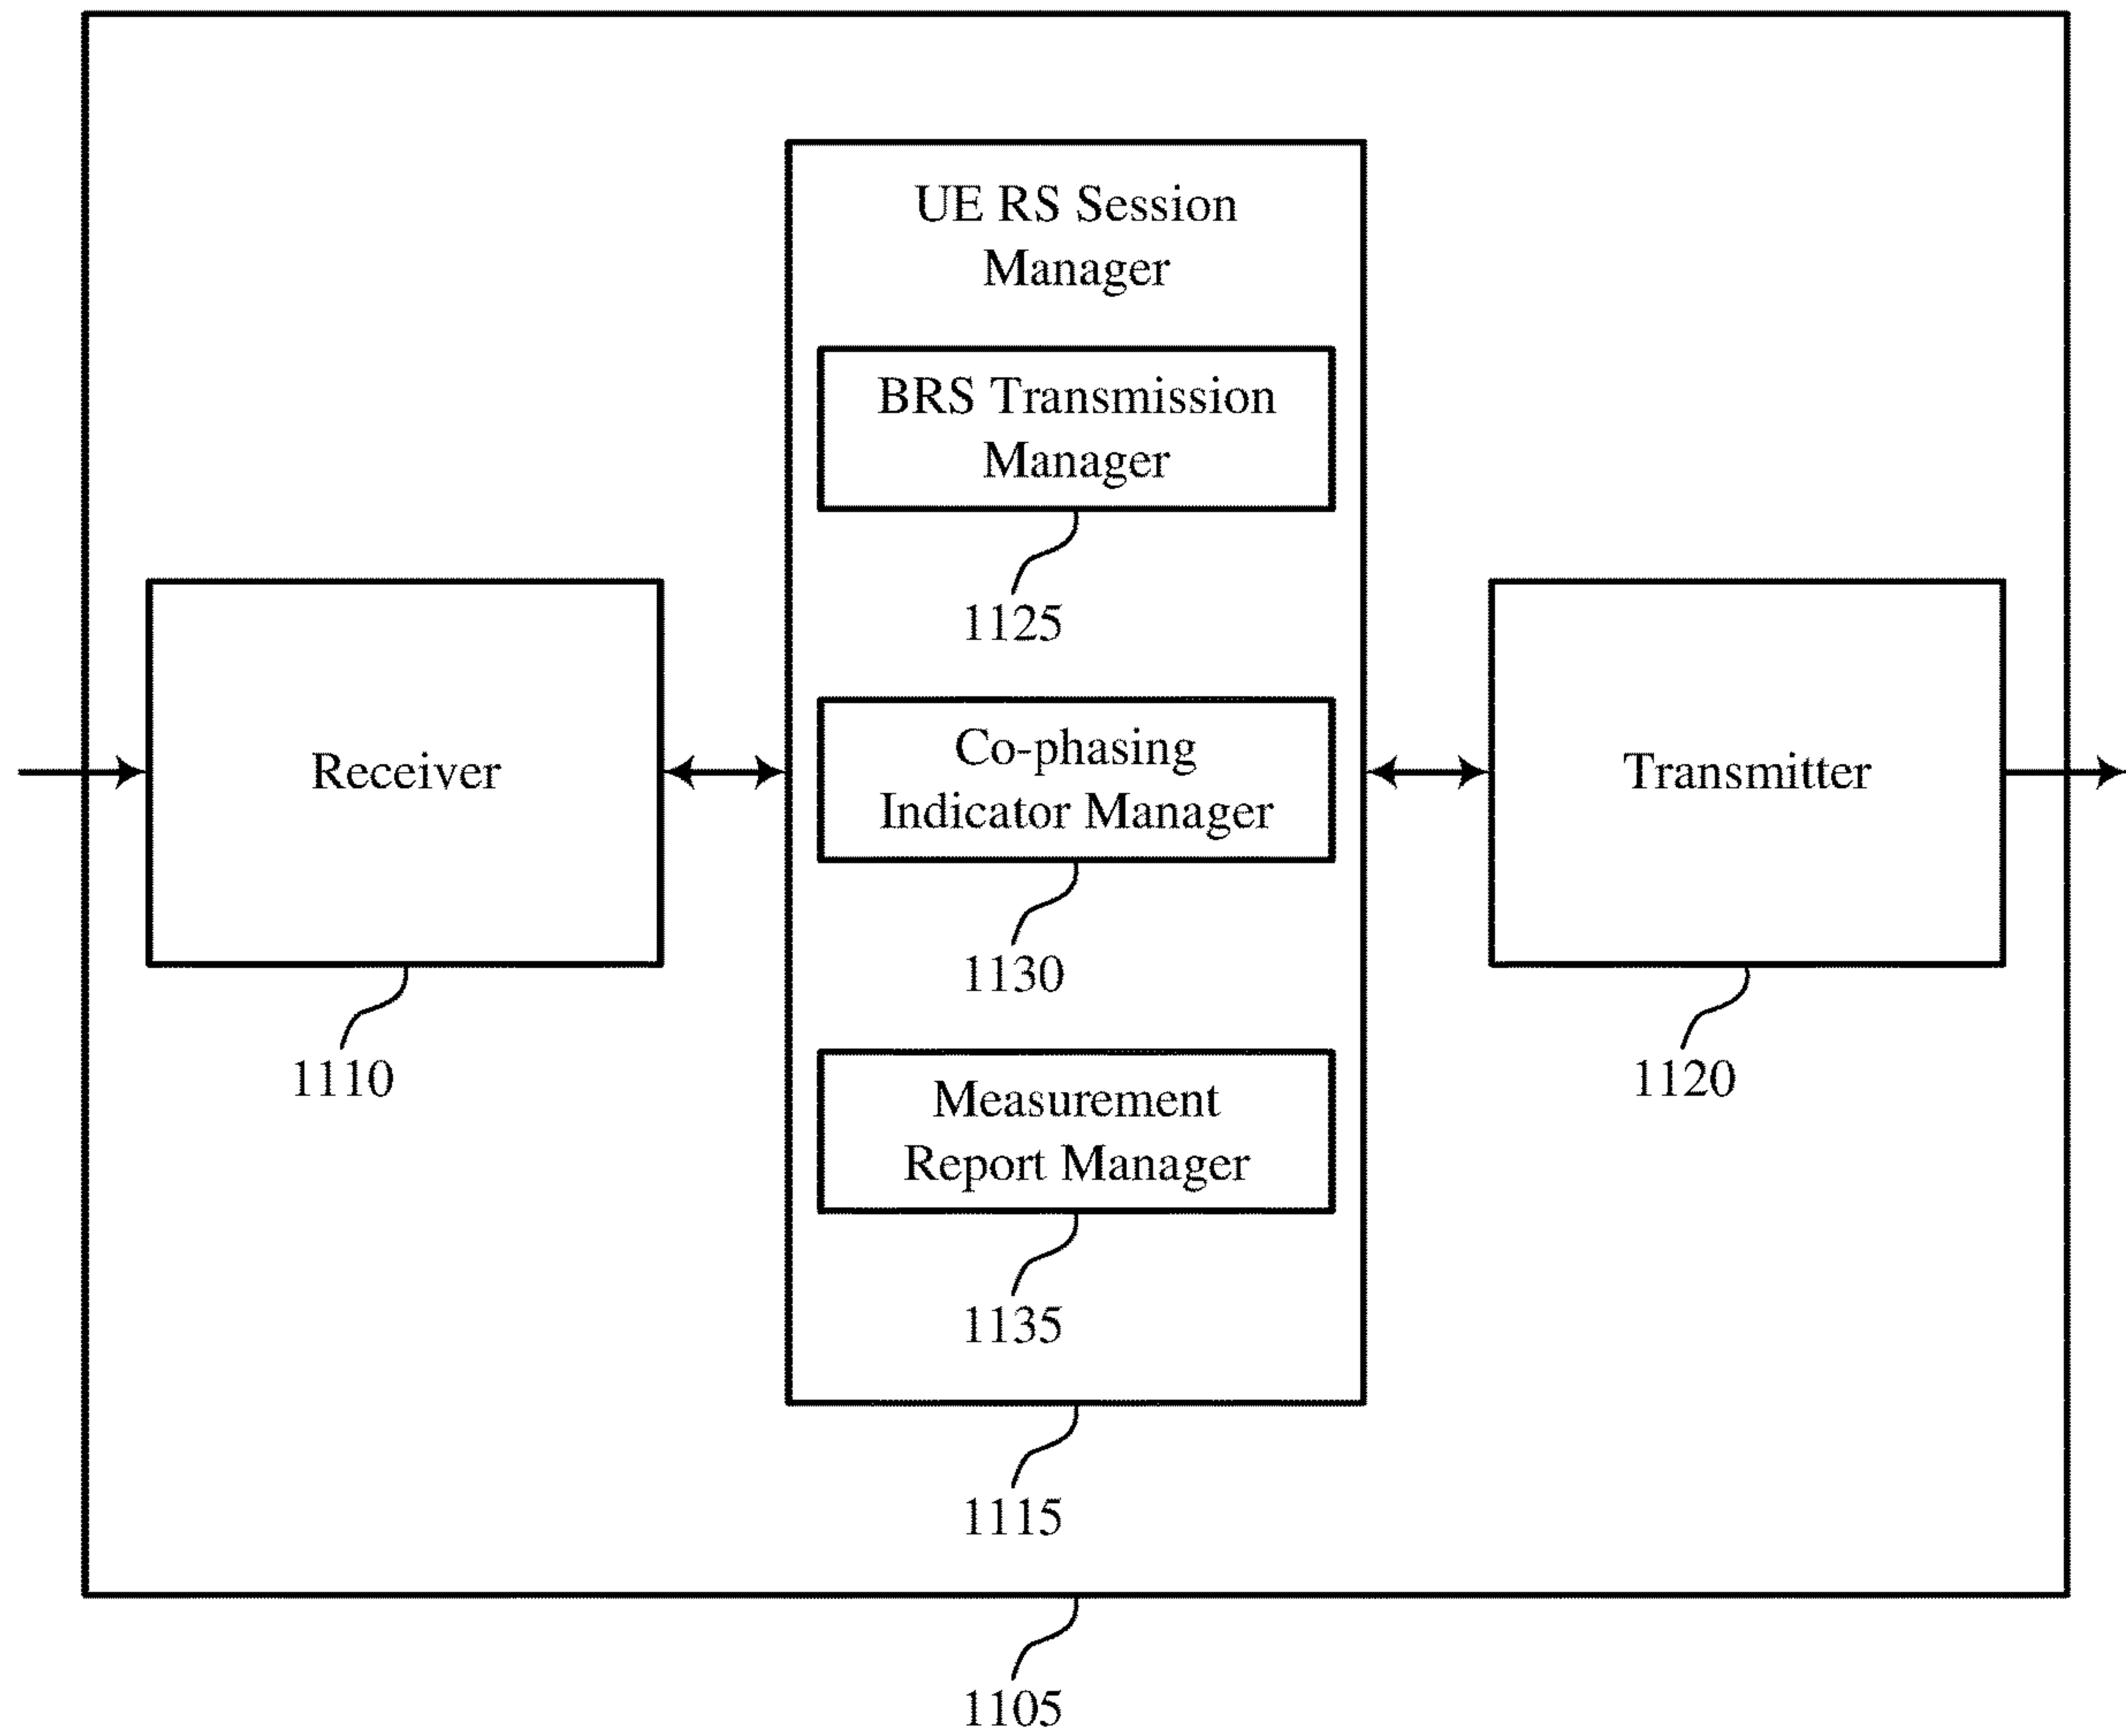 UE RS Session
Manager
BRS Transmission
Manager
1125
Receiver
1110
Co-phasing
Indicator Manager
1130
Transmitter
1120
Measurement
Report Manager
1135
1115
1105